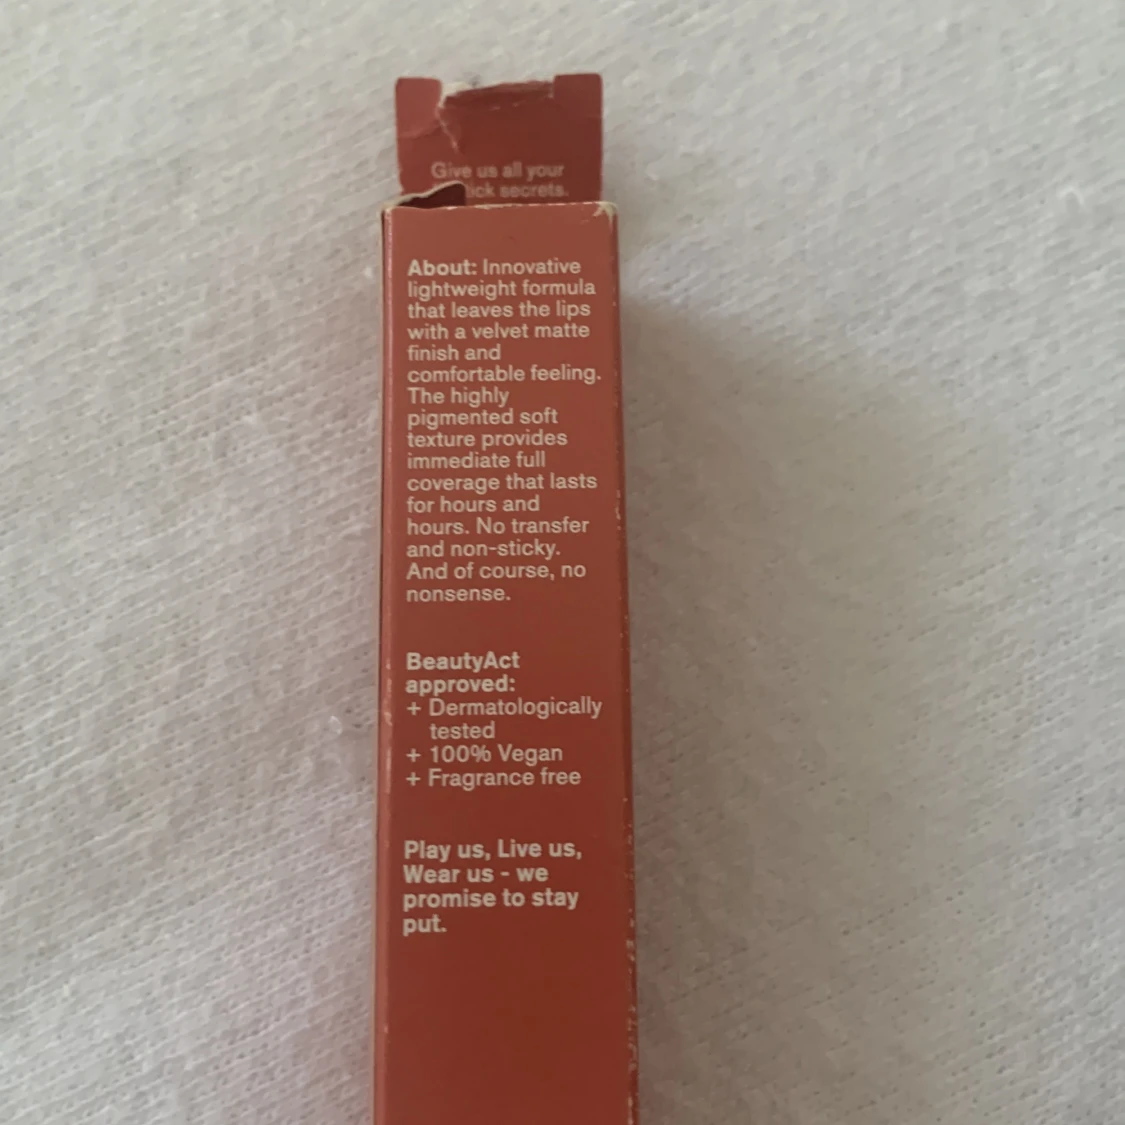 Give us all your
ick secrets.
About: Innovative
lightweight formula
that leaves the lips
with a velvet matte
finish and
comfortable feeling.
The highly
pigmented soft
texture provides
immediate full
coverage that lasts
for hours and
hours. No transfer
and non-sticky.
And of course, no
nonsense.
BeautyAct
approved:
+ Dermatologically
tested
+ 100% Vegan
+ Fragrance free
Play us, Live us,
Wear us - we
promise to stay
put.